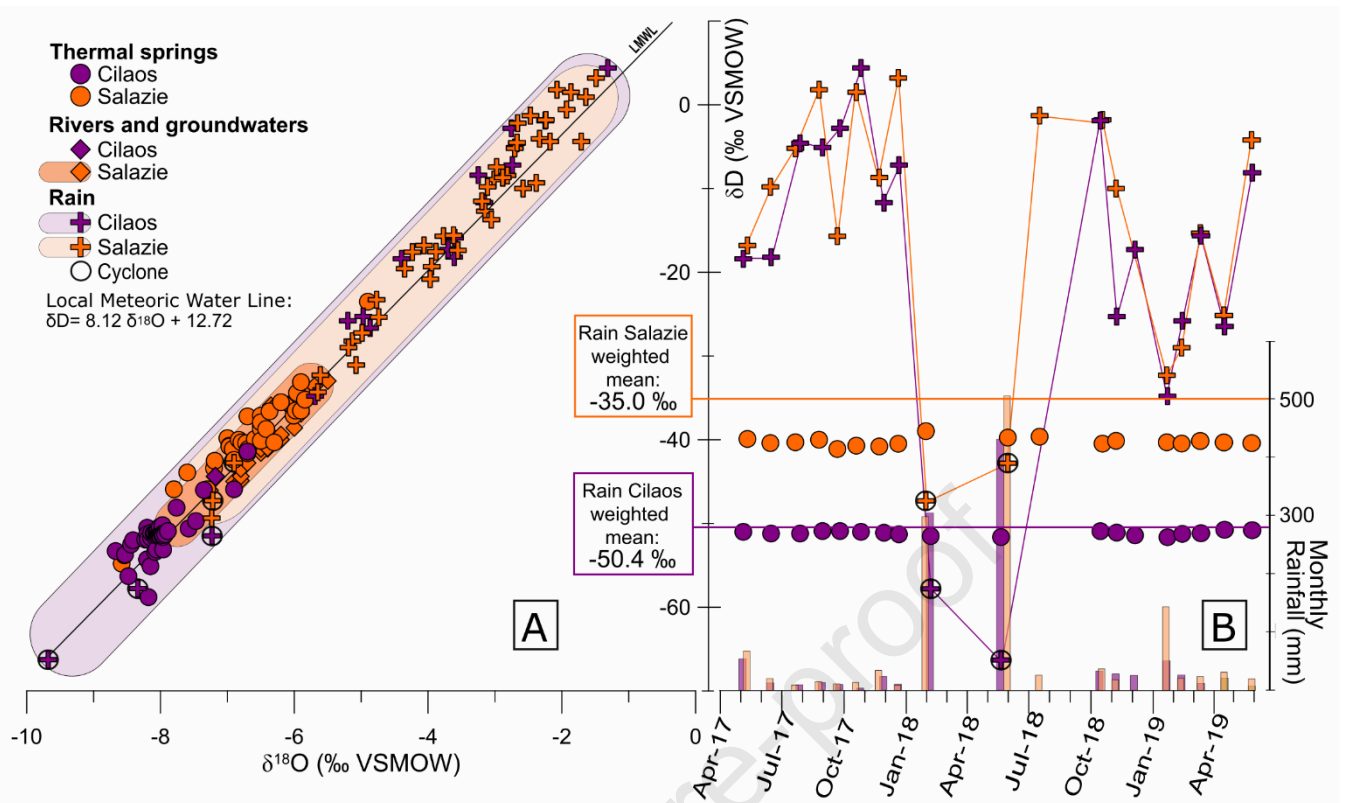 Thermal springs
Cilaos
Salazie
Rivers and groundwaters
Cilaos
Salazie
Rain
Cilaos
Salazie
Cyclone
Local Meteoric Water Line:
δD= 8.12 δ¹⁸O + 12.72
LMWL
A
-10
-8
-6
-4
-2
0
δ¹⁸O (‰ VSMOW)
δD (‰ VSMOW)
0
-20
-40
-60
Rain Salazie
weighted
mean:
-35.0 ‰
Rain Cilaos
weighted
mean:
-50.4 ‰
500
300
Monthly
Rainfall (mm)
B
Apr-17
Jul-17
Oct-17
Jan-18
Apr-18
Jul-18
Oct-18
Jan-19
Apr-19
re-proof